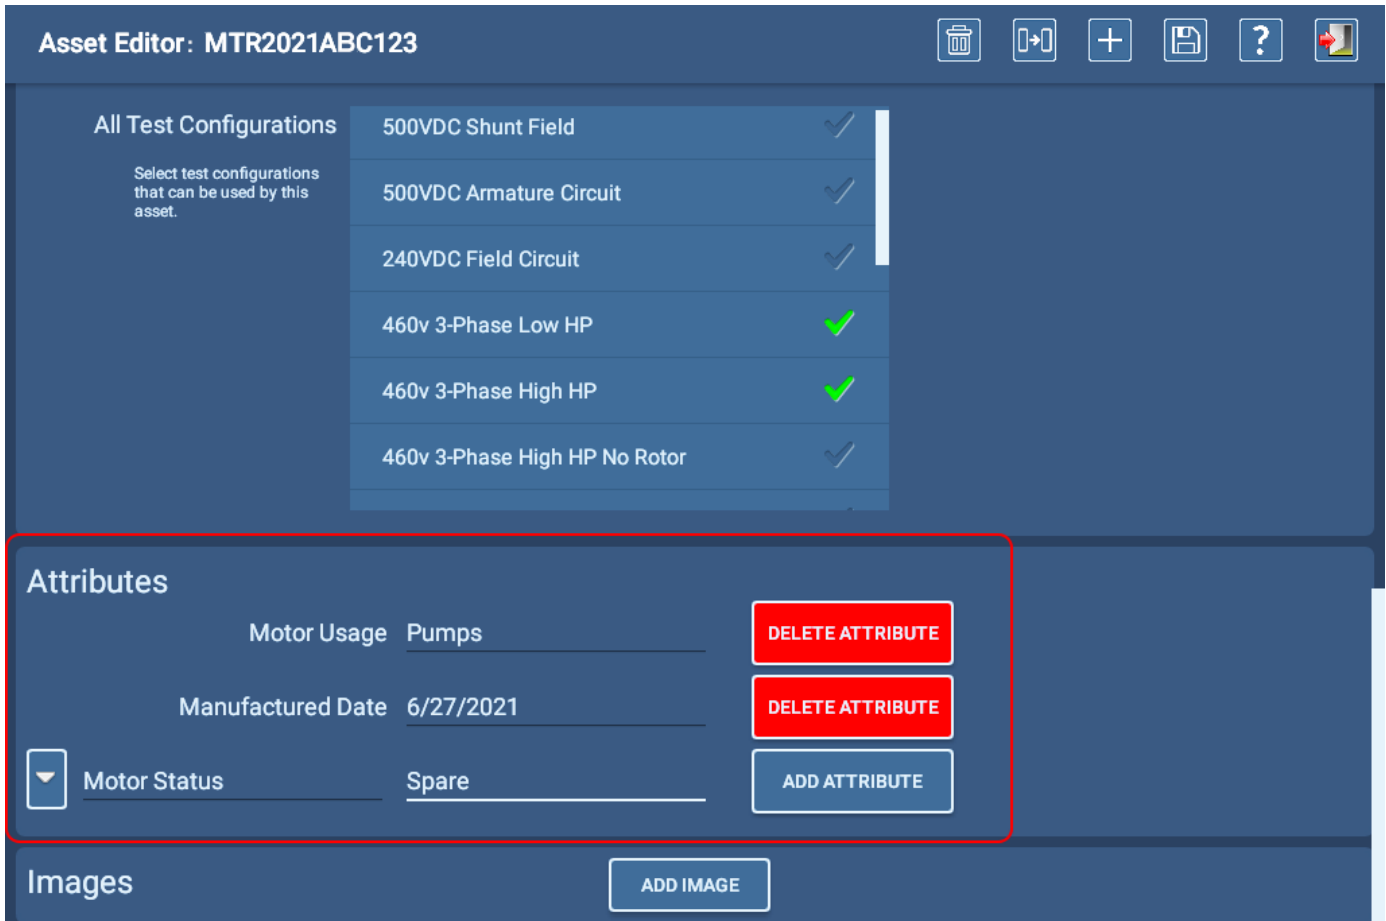 Asset Editor: MTR2021ABC123
All Test Configurations
Select test configurations
that can be used by this
asset.
500VDC Shunt Field
500VDC Armature Circuit
240VDC Field Circuit
460v 3-Phase Low HP
460v 3-Phase High HP
460v 3-Phase High HP No Rotor
Attributes
Motor Usage Pumps DELETE ATTRIBUTE
Manufactured Date 6/27/2021 DELETE ATTRIBUTE
Motor Status Spare ADD ATTRIBUTE
Images ADD IMAGE